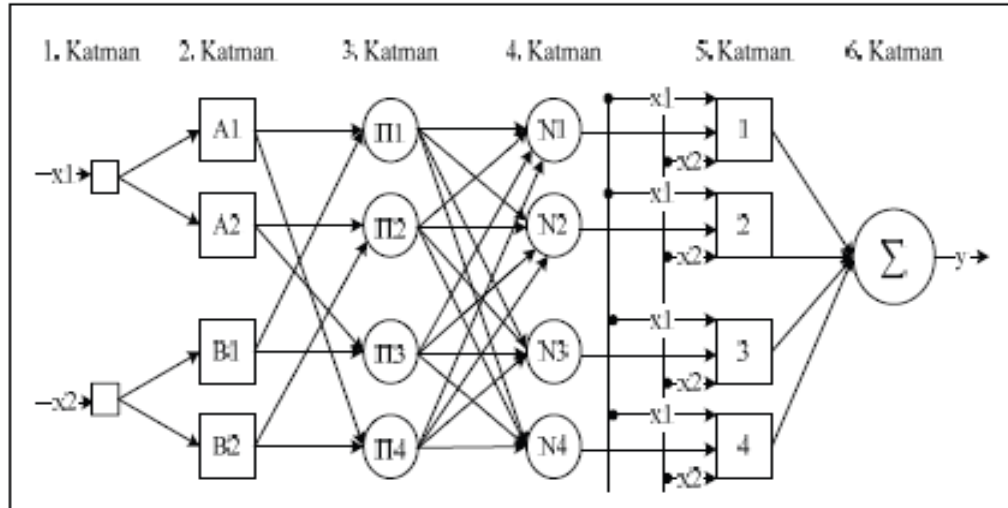 1. Katman 2. Katman 3. Katman 4. Katman 5. Katman 6. Katman
x1
A1 Π1 N1 1
x2
x1
x1
A2 Π2 N2 2
x2
Σ y
x1
B1 Π3 N3 3
x2
x2
x1
B2 Π4 N4 4
x2